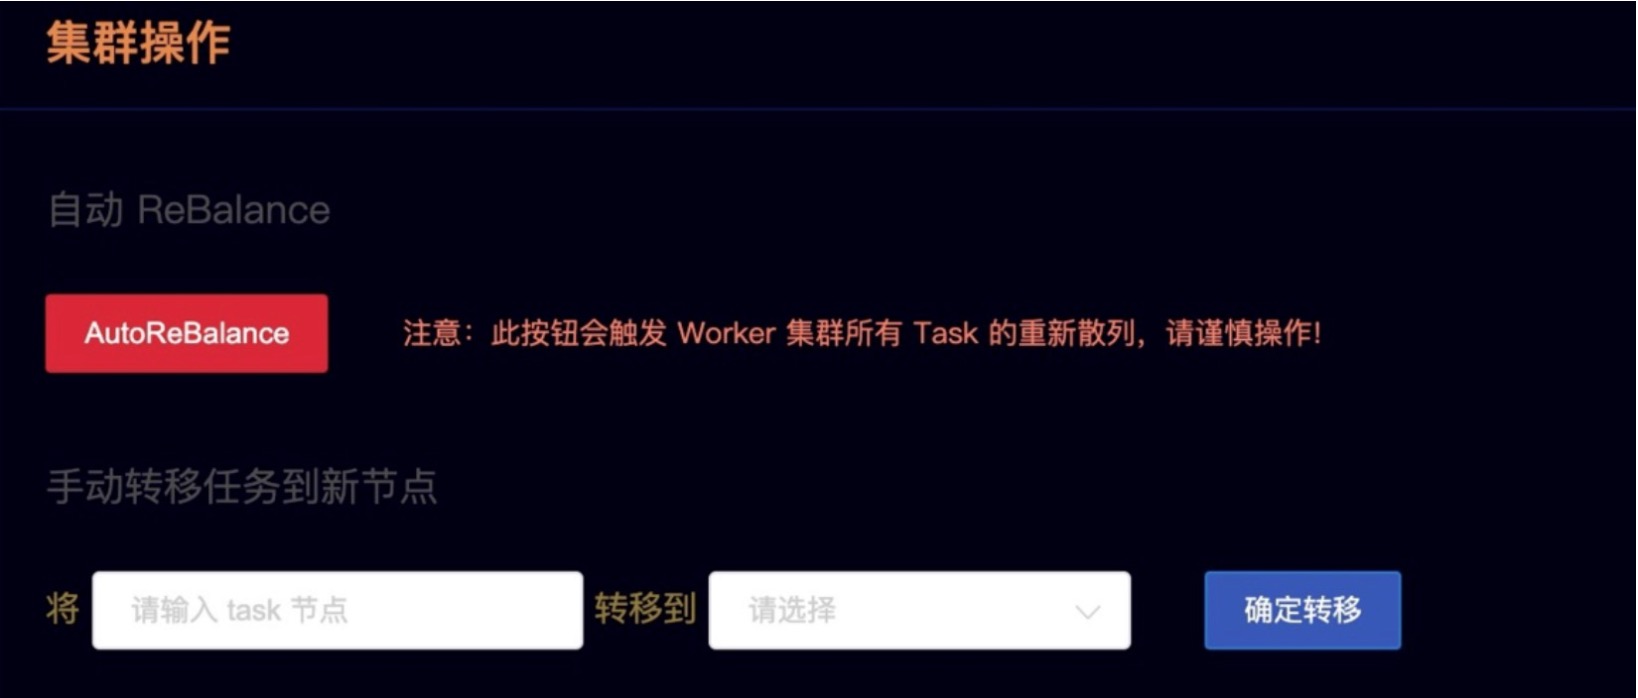 集群操作
自动 ReBalance
AutoReBalance 注意：此按钮会触发 Worker 集群所有 Task 的重新散列，请谨慎操作!
手动转移任务到新节点
将 请输入 task 节点 转移到 请选择 确定转移